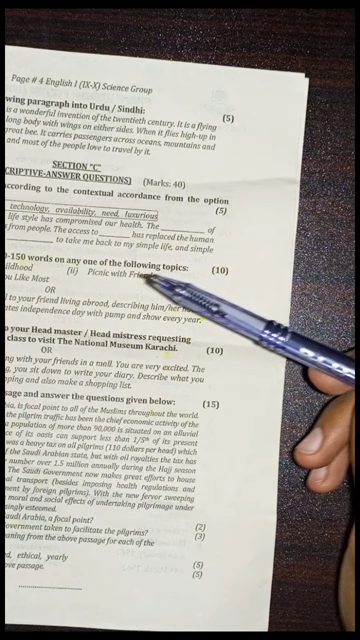 Page # 4 English I (IX-X) Science Group
wing paragraph into Urdu / Sindhi: (5)
is a wonderful invention of the twentieth century. It is a flying
long body with wings on either sides. When it flies high-up in
great bee. It carries passengers across oceans, mountains and
and most of the people love to travel by it.
SECTION "C"
CRIPTIVE-ANSWER QUESTIONS) (Marks: 40)
according to the contextual accordance from the option
technology, availability, need, luxurious (5)
life style has compromised our health. The ______ of
s from people. The access to ______ has replaced the human
______ to take me back to my simple life, and simple
0-150 words on any one of the following topics: (10)
ildhood (ii) Picnic with Friends
ou Like Most
OR
l to your friend living abroad, describing him/her
ates independence day with pump and show every year.
o your Head master / Head mistress requesting
class to visit The National Museum Karachi. (10)
OR
ng with your friends in a mall. You are very excited. The
g, you sit down to write your diary. Describe what you
pping and also make a shopping list.
sage and answer the questions given below: (15)
bia, is focal point to all of the Muslims throughout the world.
the pilgrim traffic has been the chief economic activity of the
a population of more than 90,000 is situated on an alluvial
er of its oasis can support less than 1/5th of its present
was a heavy tax on all pilgrims (110 dollars per head) which
f the Saudi Arabian state, but with oil royalties the tax has
number over 1.5 million annually during the Hajj season
The Saudi Government now makes great efforts to house
nd transport (besides imposing health regulations and
ment by foreign pilgrims). With the new fervor sweeping
moral and social effects of undertaking pilgrimage under
singly esteemed.
audi Arabia, a focal point? (2)
overnment taken to facilitate the pilgrims? (3)
eaning from the above passage for each of the
ed, ethical, yearly (5)
ove passage. (5)